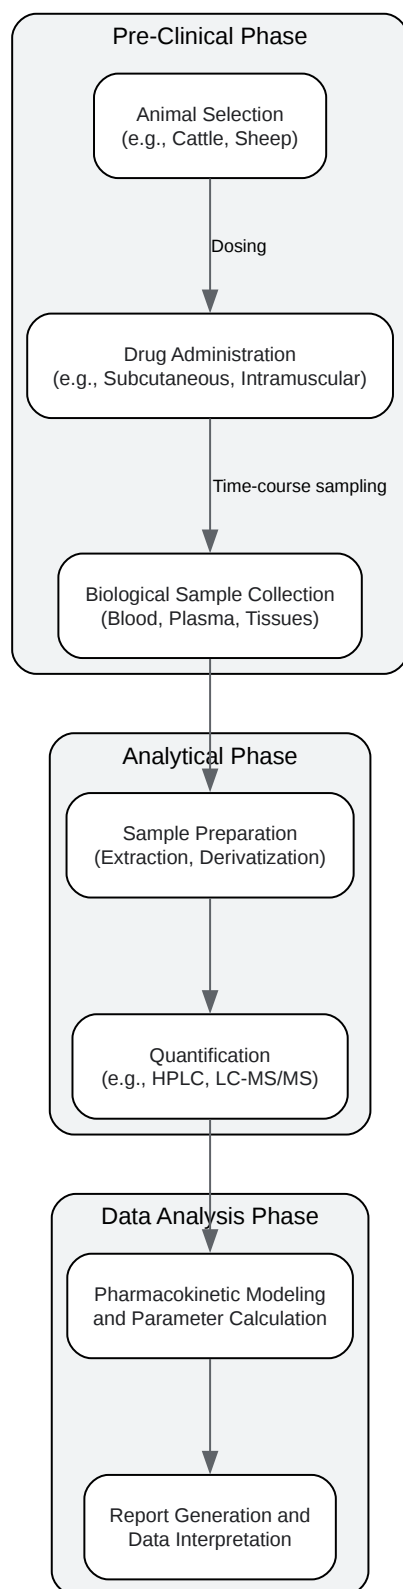 Pre-Clinical Phase
Animal Selection
(e.g., Cattle, Sheep)
Dosing
Drug Administration
(e.g., Subcutaneous, Intramuscular)
Time-course sampling
Biological Sample Collection
(Blood, Plasma, Tissues)
Analytical Phase
Sample Preparation
(Extraction, Derivatization)
Quantification
(e.g., HPLC, LC-MS/MS)
Data Analysis Phase
Pharmacokinetic Modeling
and Parameter Calculation
Report Generation and
Data Interpretation